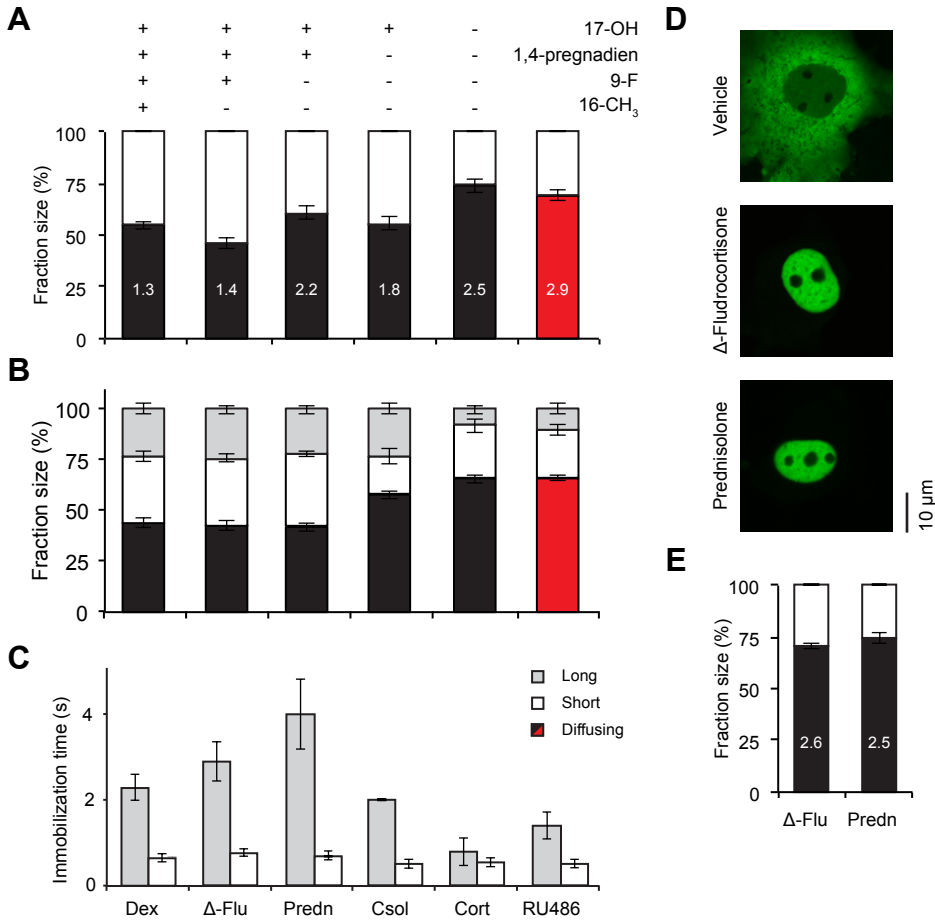 A
+ + + + - 17-OH
+ + + - - 1,4-pregnadien
+ + - - - 9-F
+ - - - - 16-CH3
Fraction size (%)
100
75
50
25
0
1.3 1.4 2.2 1.8 2.5 2.9
B
Fraction size (%)
100
75
50
25
0
C
Immobilization time (s)
4
2
0
Long
Short
Diffusing
Dex Δ-Flu Predn Csol Cort RU486
D
Vehicle
Δ-Fludrocortisone
Prednisolone
10 µm
E
Fraction size (%)
100
75
50
25
0
2.6 2.5
Δ-Flu Predn